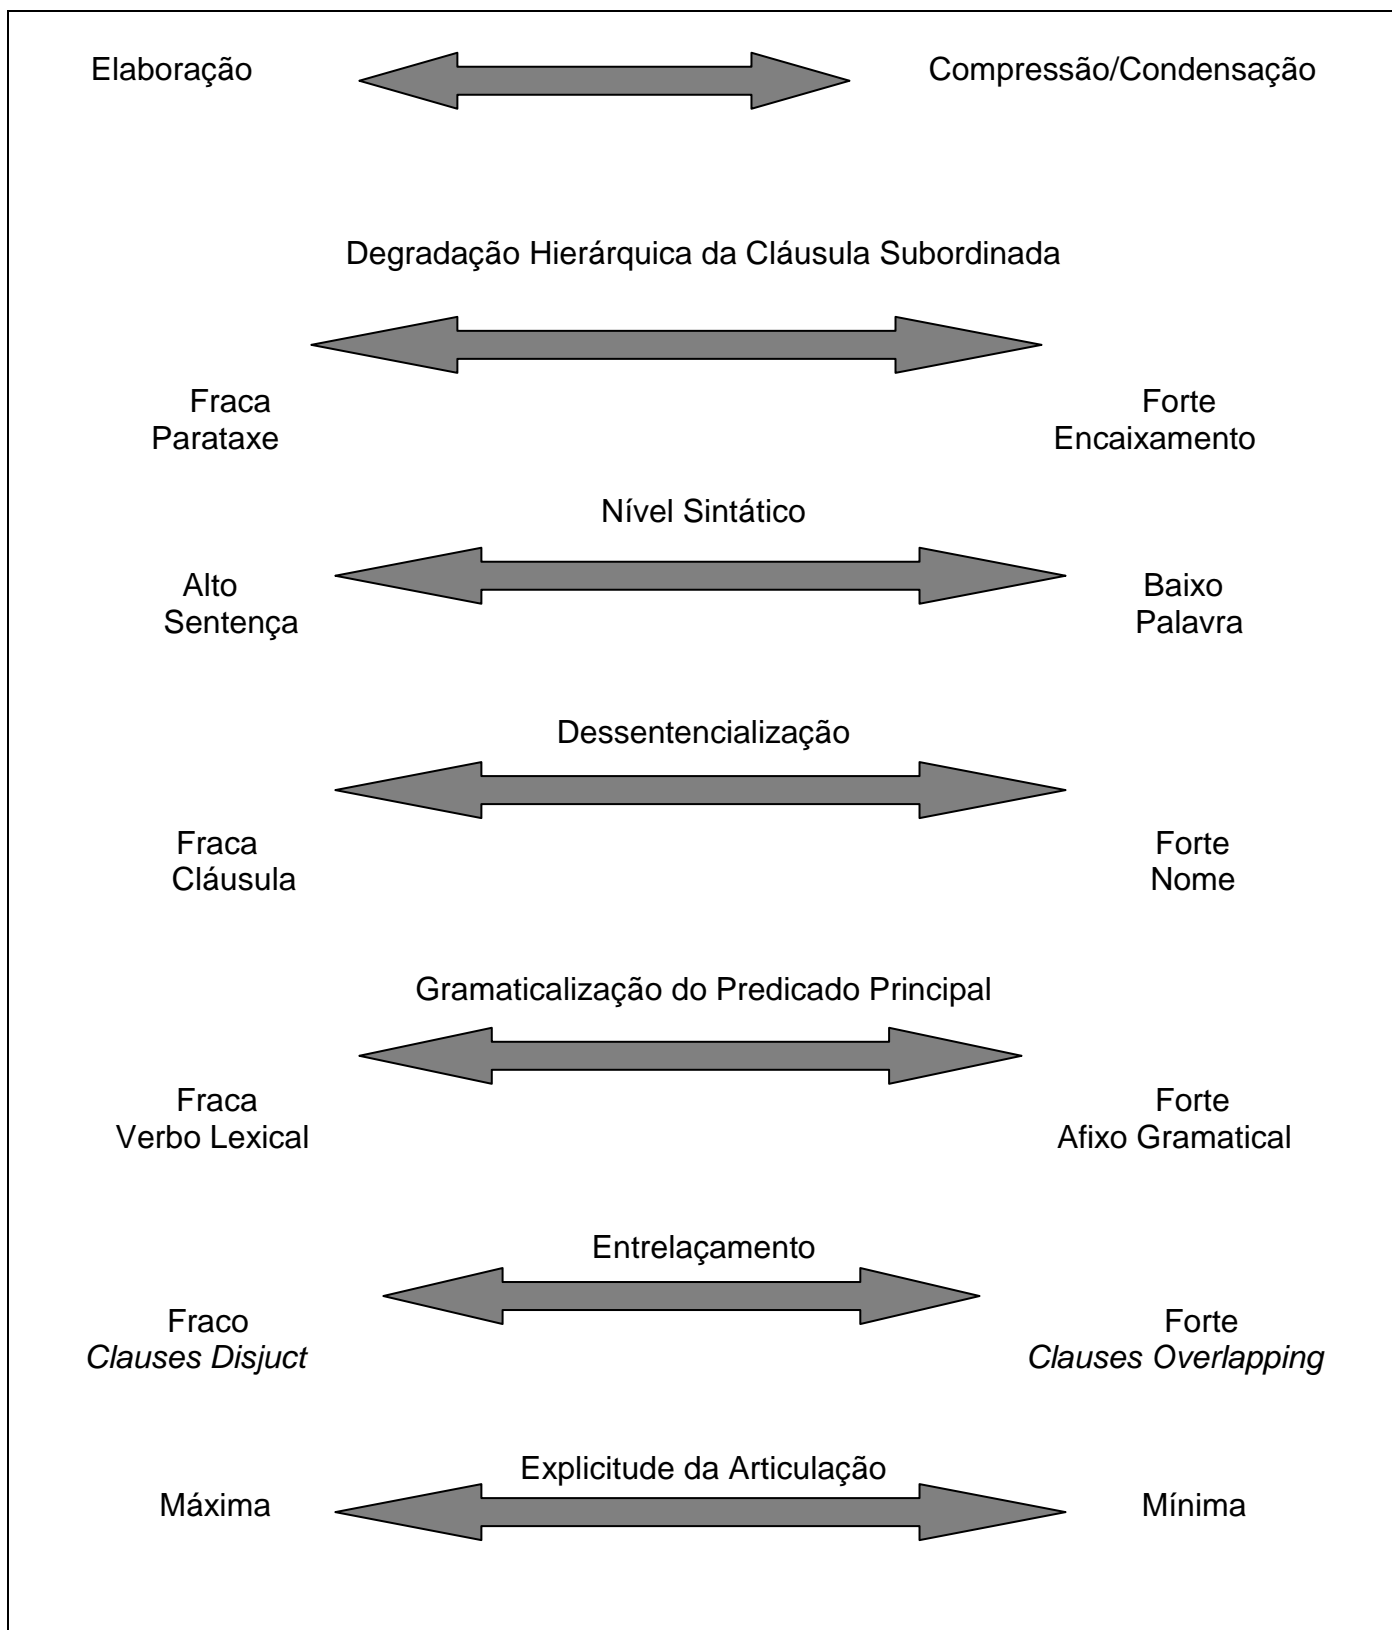 Elaboração Compressão/Condensação
Degradação Hierárquica da Cláusula Subordinada
Fraca Forte
Parataxe Encaixamento
Nível Sintático
Alto Baixo
Sentença Palavra
Dessentencialização
Fraca Forte
Cláusula Nome
Gramaticalização do Predicado Principal
Fraca Forte
Verbo Lexical Afixo Gramatical
Entrelaçamento
Fraco Forte
Clauses Disjuct Clauses Overlapping
Explicitude da Articulação
Máxima Mínima